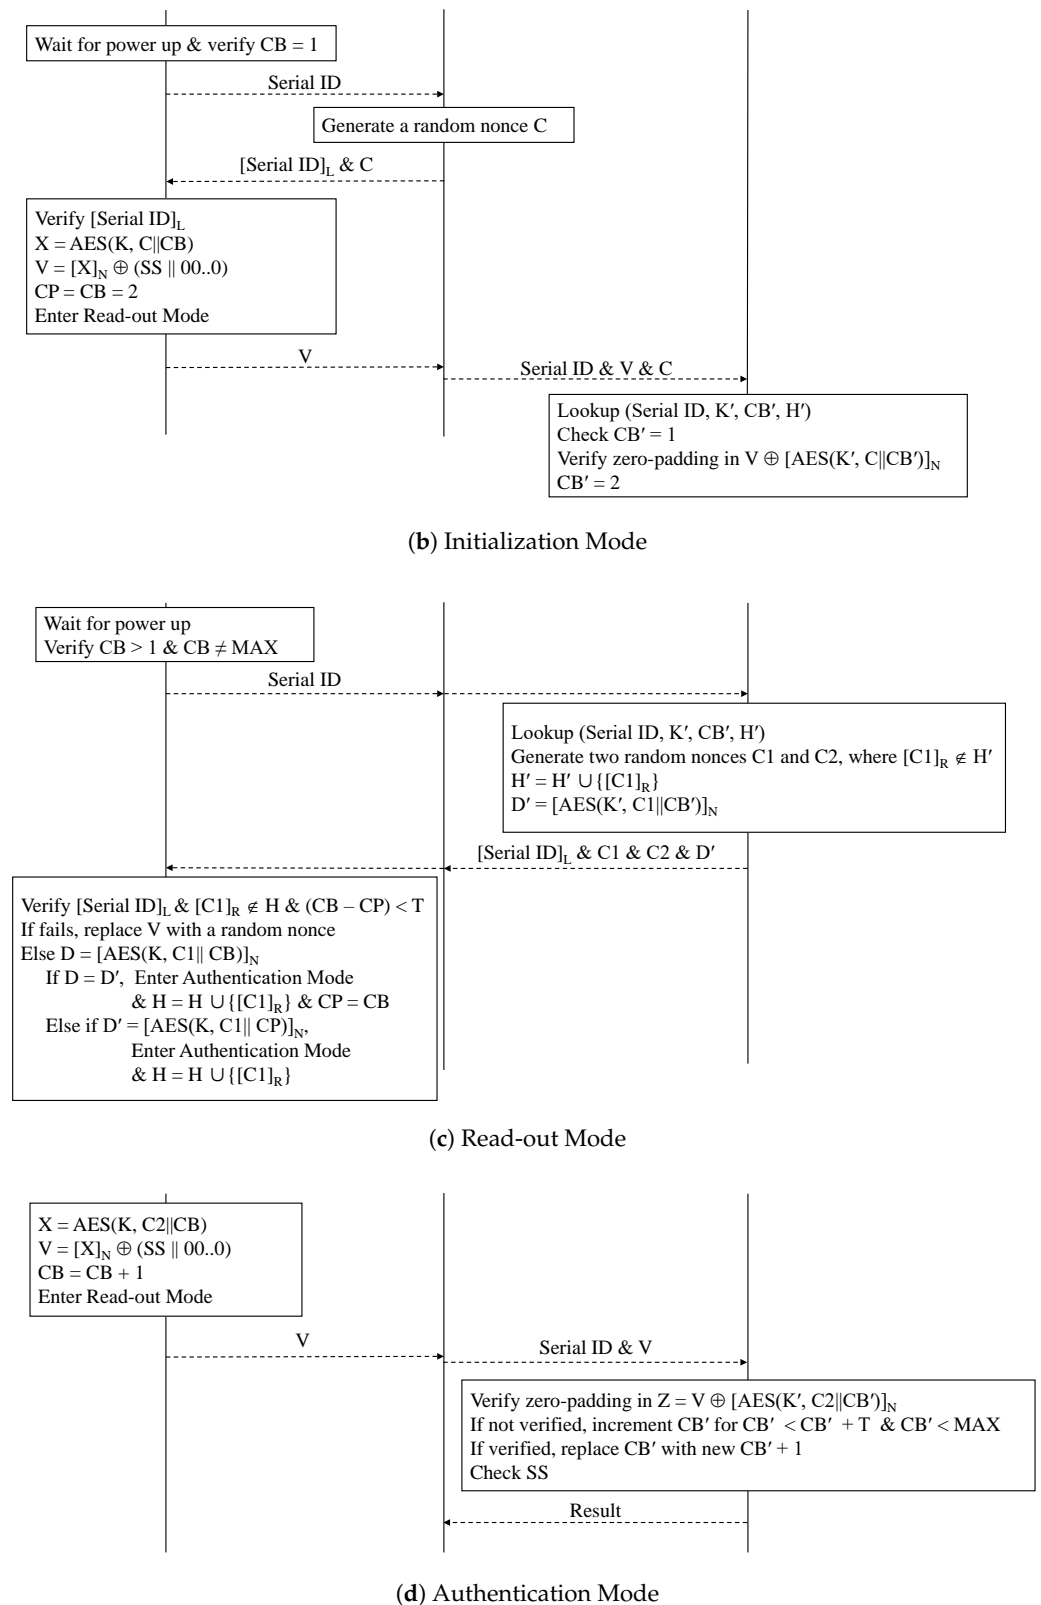 Wait for power up & verify CB = 1
Serial ID
Generate a random nonce C
[Serial ID]L & C
Verify [Serial ID]L
X = AES(K, C||CB)
V = [X]N ⊕ (SS || 00..0)
CP = CB = 2
Enter Read-out Mode
V
Serial ID & V & C
Lookup (Serial ID, K′, CB′, H′)
Check CB′ = 1
Verify zero-padding in V ⊕ [AES(K′, C||CB′)]N
CB′ = 2
(b) Initialization Mode
Wait for power up
Verify CB > 1 & CB ≠ MAX
Serial ID
Lookup (Serial ID, K′, CB′, H′)
Generate two random nonces C1 and C2, where [C1]R ∉ H′
H′ = H′ ∪ {[C1]R}
D′ = [AES(K′, C1||CB′)]N
[Serial ID]L & C1 & C2 & D′
Verify [Serial ID]L & [C1]R ∉ H & (CB – CP) < T
If fails, replace V with a random nonce
Else D = [AES(K, C1|| CB)]N
If D = D′, Enter Authentication Mode
& H = H ∪ {[C1]R} & CP = CB
Else if D′ = [AES(K, C1|| CP)]N,
Enter Authentication Mode
& H = H ∪ {[C1]R}
(c) Read-out Mode
X = AES(K, C2||CB)
V = [X]N ⊕ (SS || 00..0)
CB = CB + 1
Enter Read-out Mode
V
Serial ID & V
Verify zero-padding in Z = V ⊕ [AES(K′, C2||CB′)]N
If not verified, increment CB′ for CB′ < CB′ + T & CB′ < MAX
If verified, replace CB′ with new CB′ + 1
Check SS
Result
(d) Authentication Mode